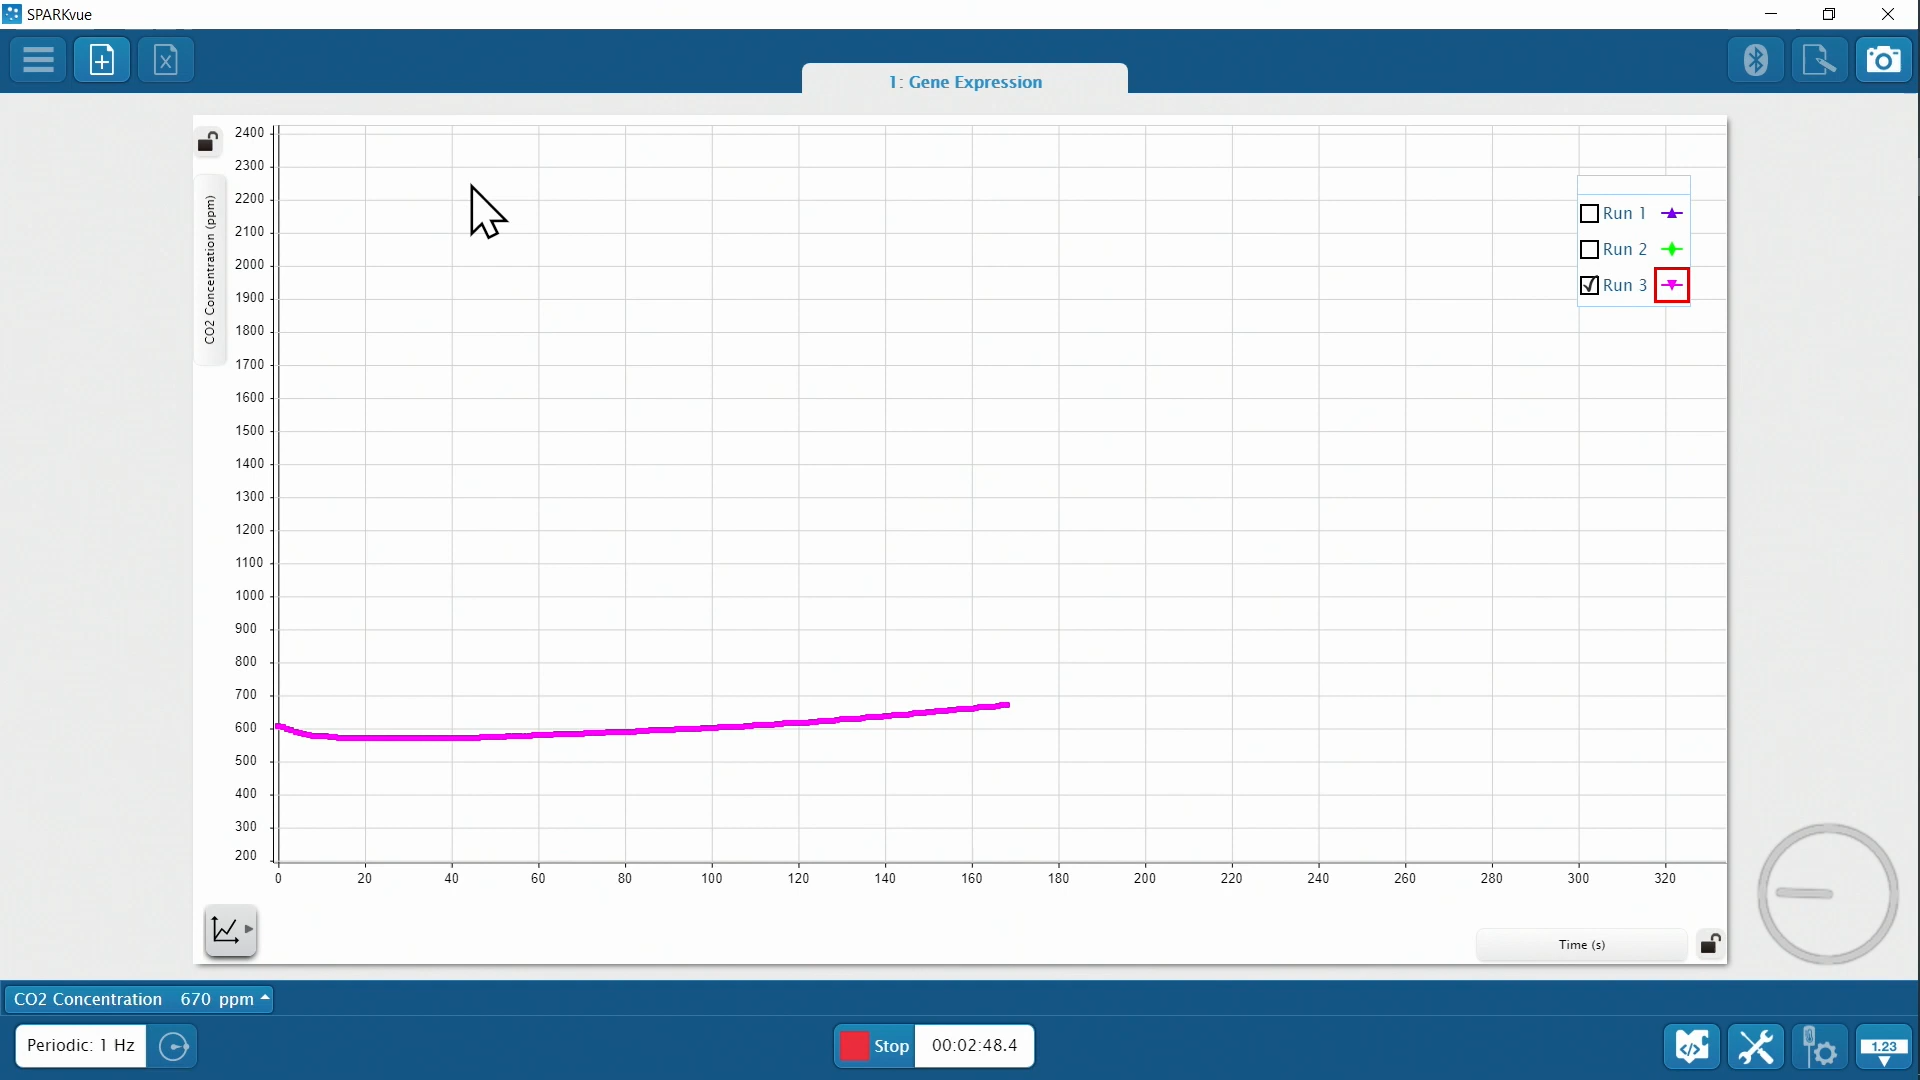 SPARKvue
1: Gene Expression
2400
2300
2200
2100
2000
1900
1800
1700
1600
1500
1400
1300
1200
1100
1000
900
800
700
600
500
400
300
200
CO2 Concentration (ppm)
Run 1
Run 2
Run 3
0 20 40 60 80 100 120 140 160 180 200 220 240 260 280 300 320
Time (s)
CO2 Concentration 670 ppm
Periodic: 1 Hz
Stop 00:02:48.4
1.23